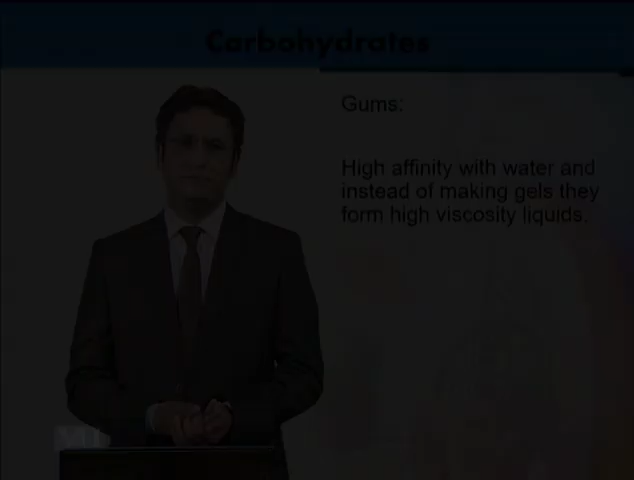 Carbohydrates
Gums:
High affinity with water and
instead of making gels they
form high viscosity liquids.